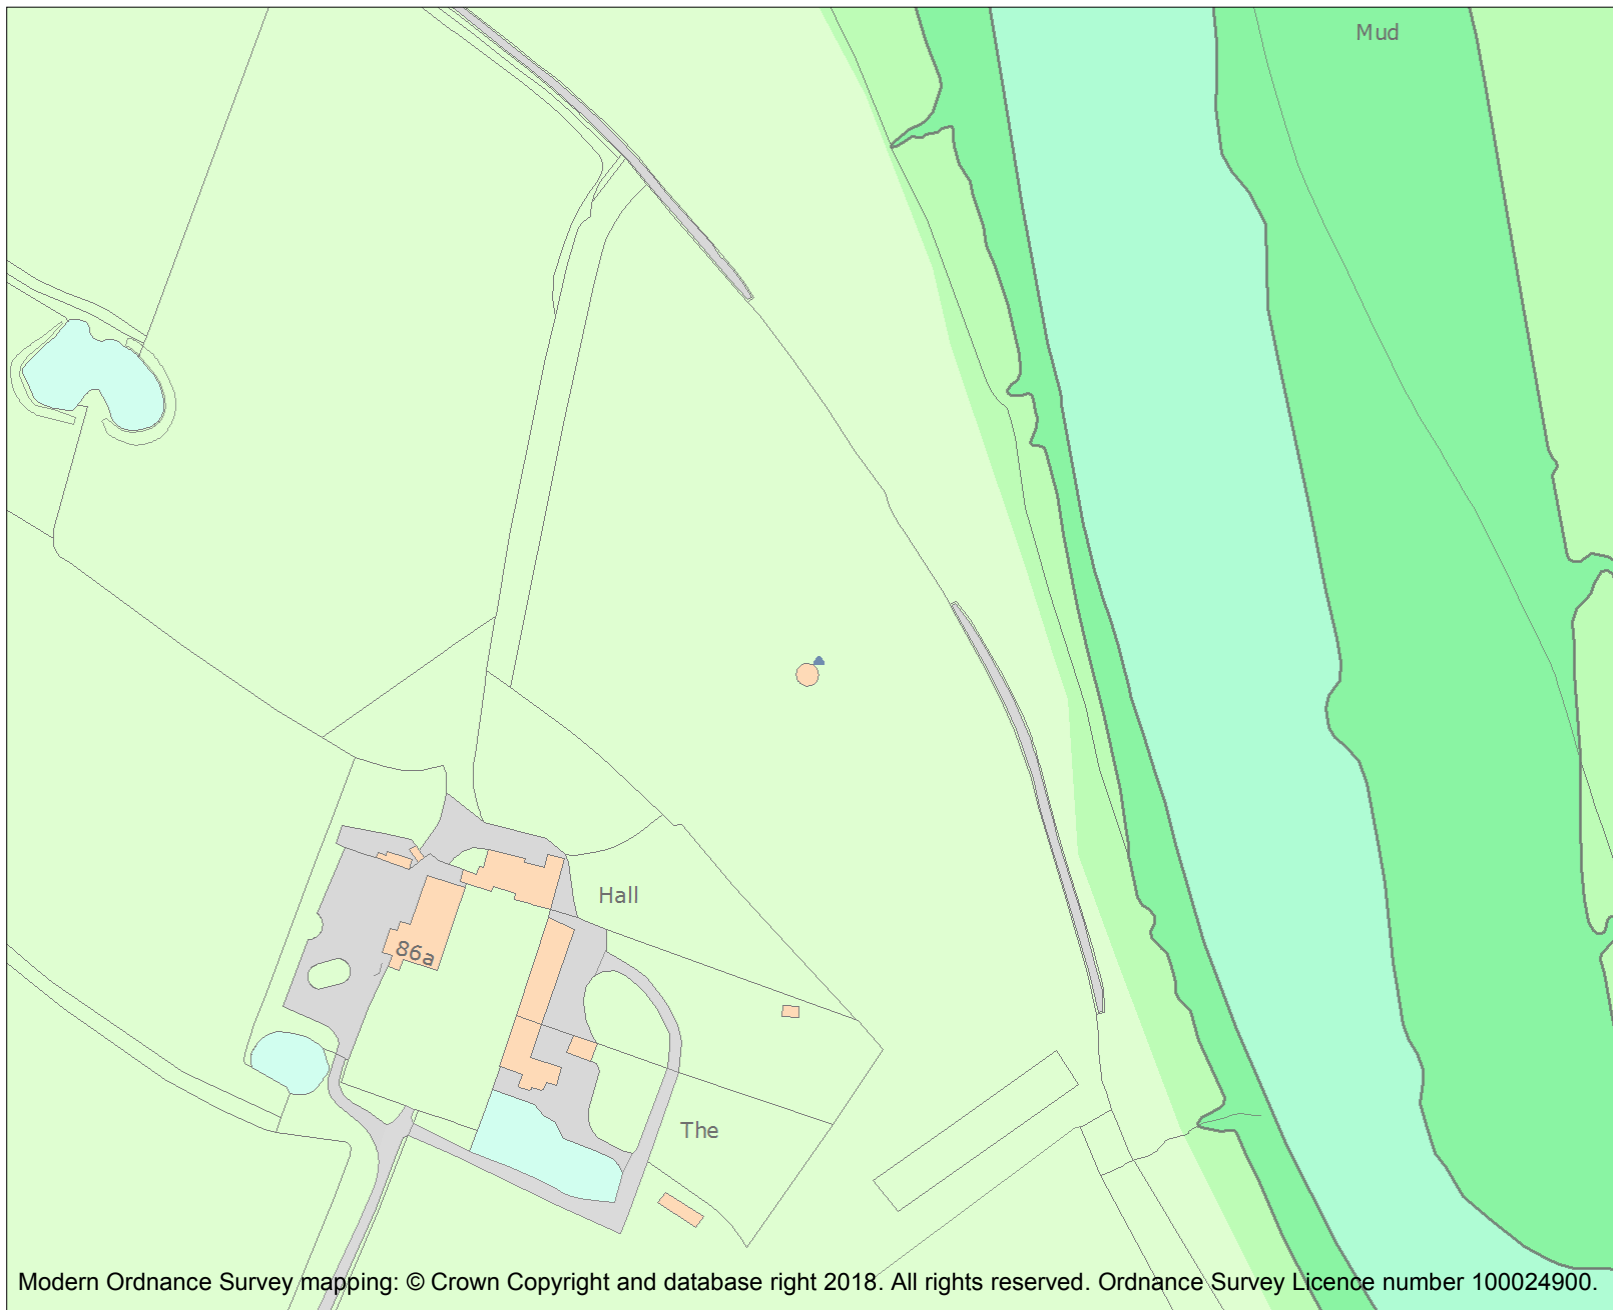 Mud
Hall
86a
The
Modern Ordnance Survey mapping: © Crown Copyright and database right 2018. All rights reserved. Ordnance Survey Licence number 100024900.